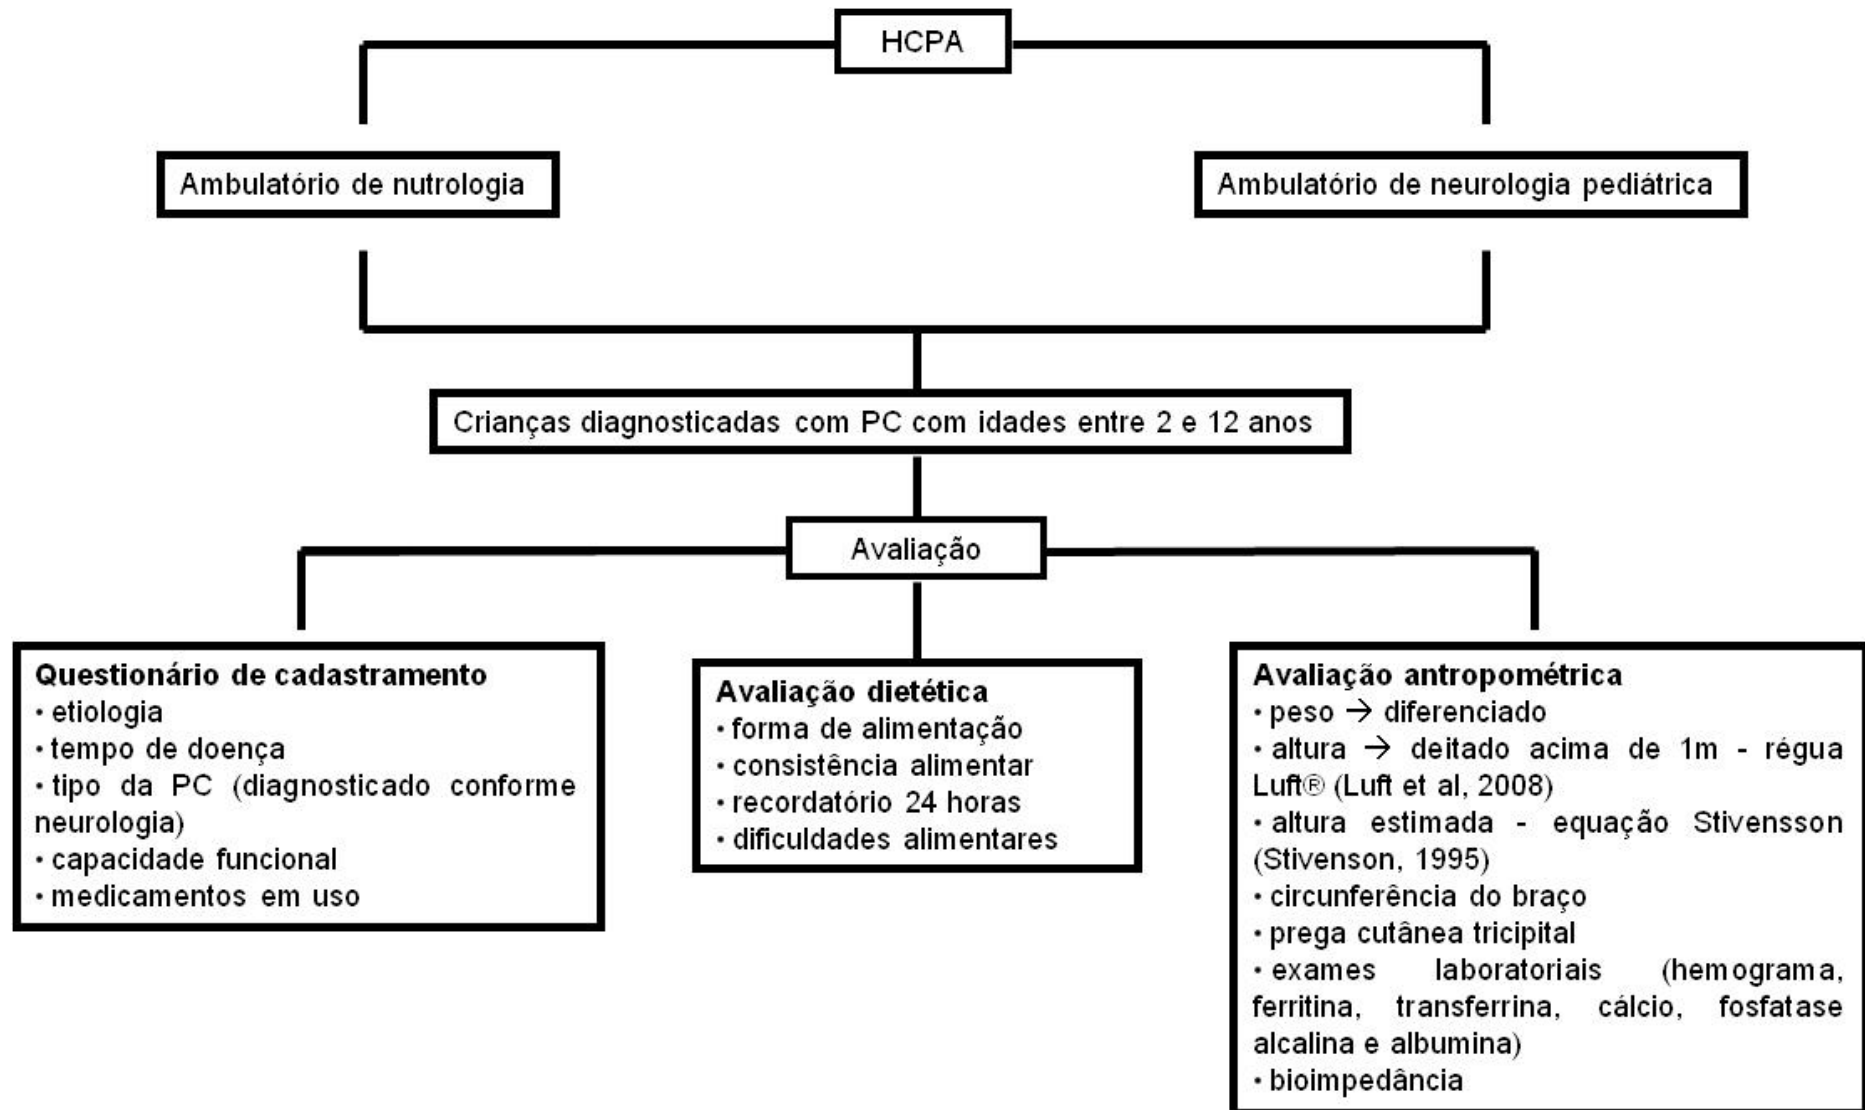 HCPA
Ambulatório de nutrologia
Ambulatório de neurologia pediátrica
Crianças diagnosticadas com PC com idades entre 2 e 12 anos
Avaliação
Questionário de cadastramento
· etiologia
· tempo de doença
· tipo da PC (diagnosticado conforme
neurologia)
· capacidade funcional
· medicamentos em uso
Avaliação dietética
· forma de alimentação
· consistência alimentar
· recordatório 24 horas
· dificuldades alimentares
Avaliação antropométrica
· peso → diferenciado
· altura → deitado acima de 1m - régua
Luft® (Luft et al, 2008)
· altura estimada - equação Stivensson
(Stivenson, 1995)
· circunferência do braço
· prega cutânea tricipital
· exames laboratoriais (hemograma,
ferritina, transferrina, cálcio, fosfatase
alcalina e albumina)
· bioimpedância